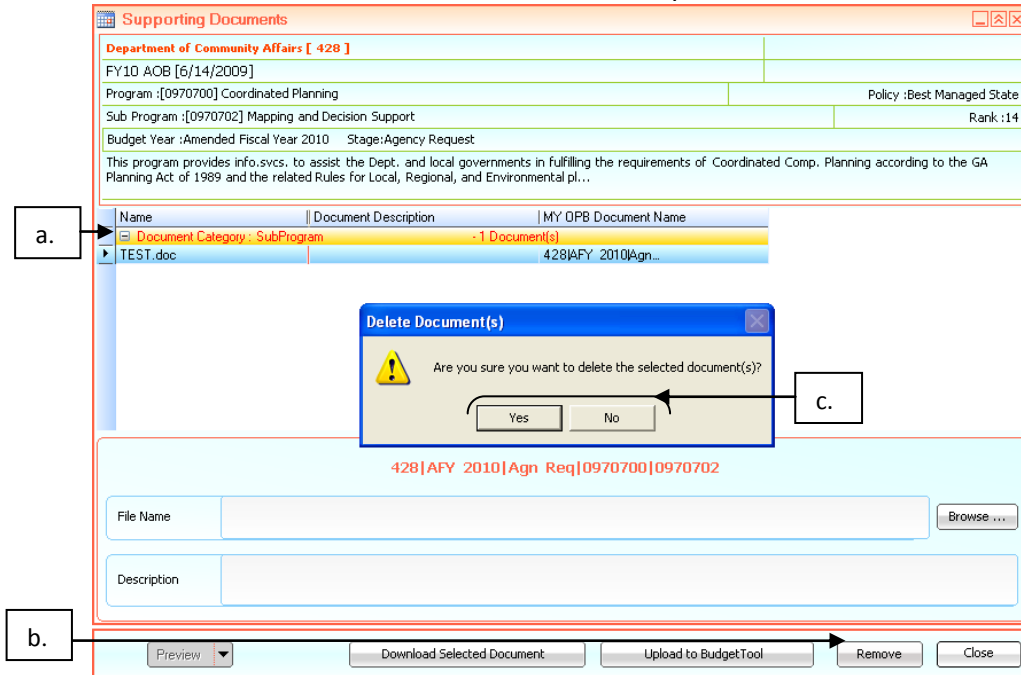 Supporting Documents
Department of Community Affairs [ 428 ]
FY10 AOB [6/14/2009]
Program :[0970700] Coordinated Planning Policy :Best Managed State
Sub Program :[0970702] Mapping and Decision Support Rank :14
Budget Year :Amended Fiscal Year 2010 Stage:Agency Request
This program provides info.svcs. to assist the Dept. and local governments in fulfilling the requirements of Coordinated Comp. Planning according to the GA
Planning Act of 1989 and the related Rules for Local, Regional, and Environmental pl...
Name Document Description MY OPB Document Name
a.
Document Category : SubProgram - 1 Document(s)
TEST.doc 428|AFY 2010|Agn...
Delete Document(s)
Are you sure you want to delete the selected document(s)?
c.
Yes No
428|AFY 2010|Agn Req|0970700|0970702
File Name Browse ...
Description
b.
Preview Download Selected Document Upload to BudgetTool Remove Close